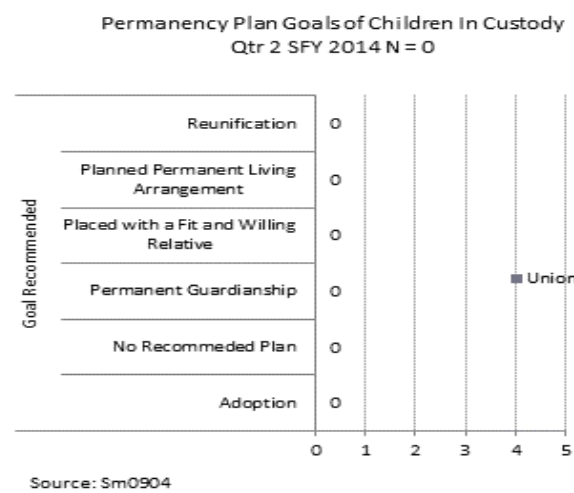 Permanency Plan Goals of Children In Custody
Qtr 2 SFY 2014 N = 0
Goal Recommended
Reunification 0
Planned Permanent Living
Arrangement 0
Placed with a Fit and Willing
Relative 0
Permanent Guardianship 0
No Recommeded Plan 0
Adoption 0
Union
0 1 2 3 4 5
Source: Sm0904